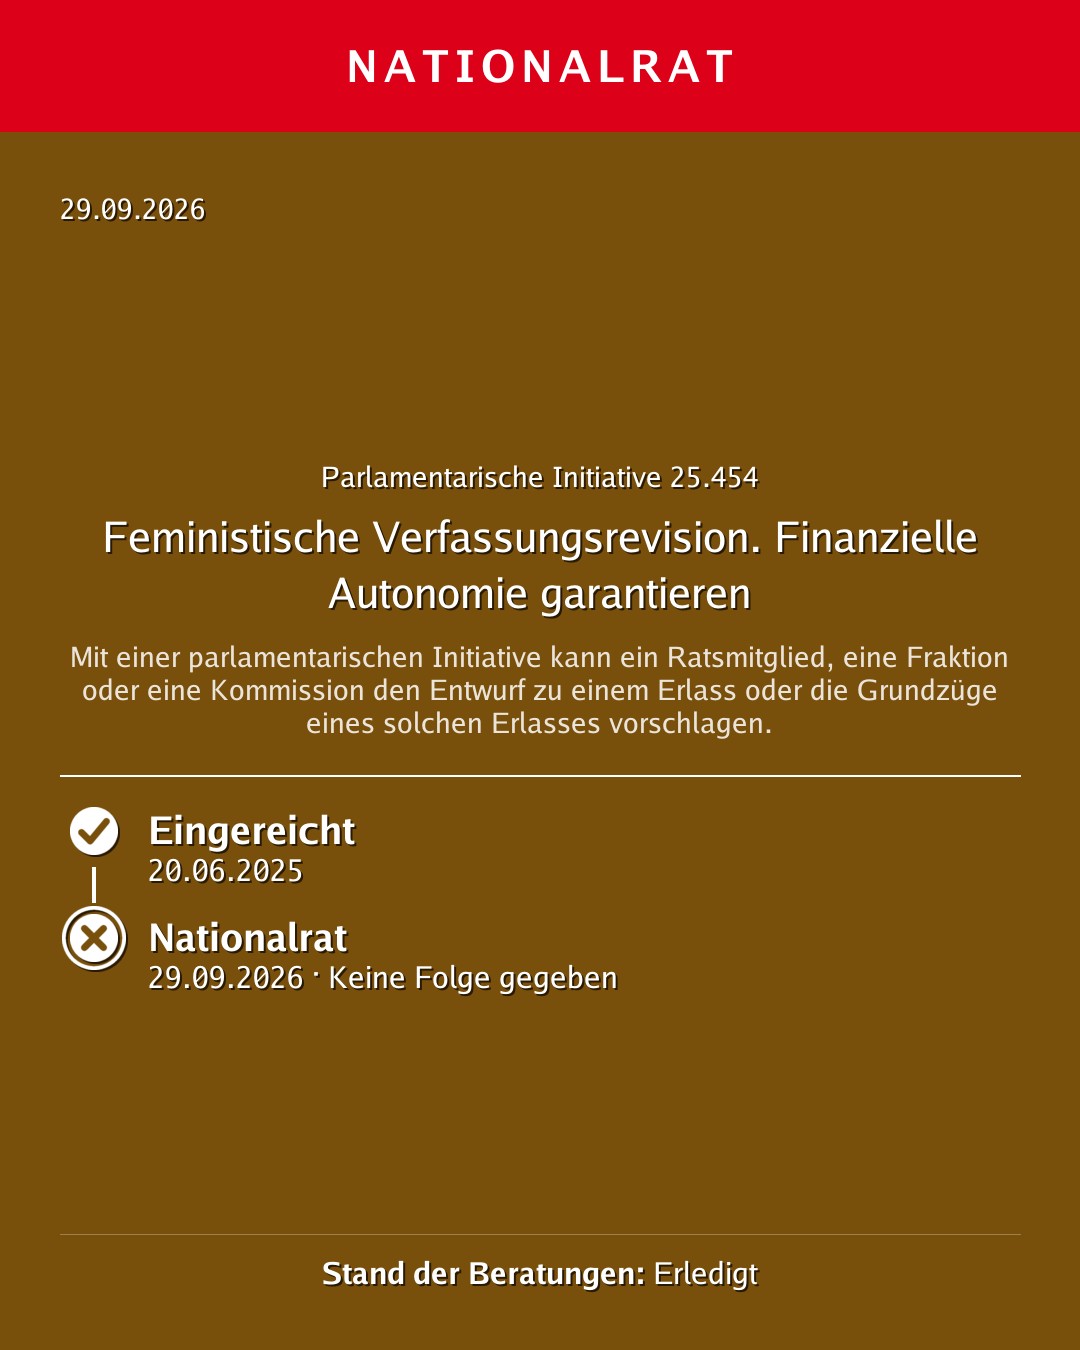 NATIONALRAT
29.09.2026
Parlamentarische Initiative 25.454
Feministische Verfassungsrevision. Finanzielle
Autonomie garantieren
Mit einer parlamentarischen Initiative kann ein Ratsmitglied, eine Fraktion
oder eine Kommission den Entwurf zu einem Erlass oder die Grundzüge
eines solchen Erlasses vorschlagen.
Eingereicht
20.06.2025
Nationalrat
29.09.2026 · Keine Folge gegeben
Stand der Beratungen: Erledigt